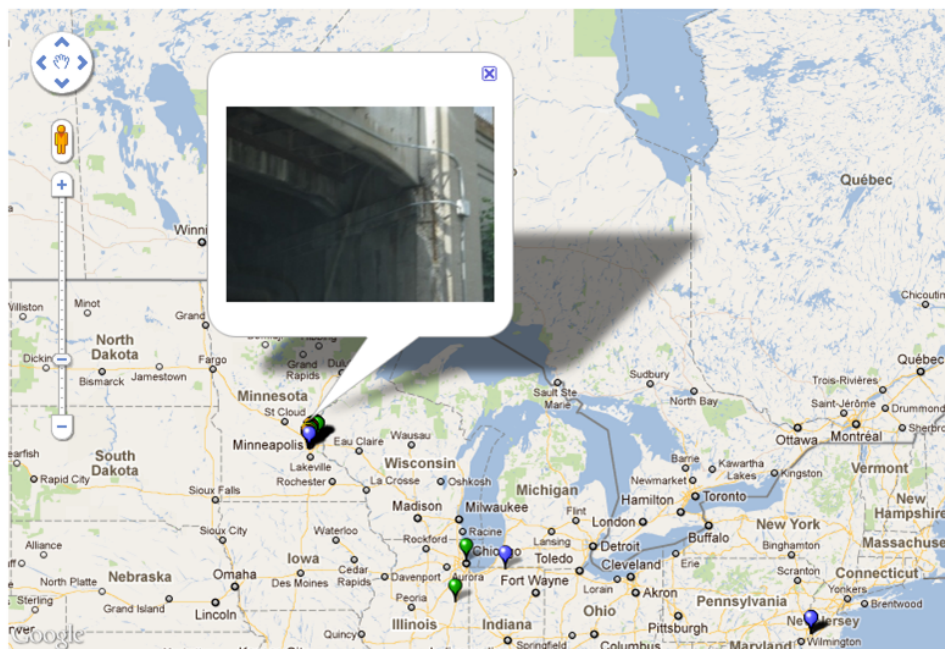 Québec
Winni
Williston
Minot
Grand
Chicoutimi
North Dakota
Dickin
Bismarck
Jamestown
Fargo
Grand Rapids
Dulu
Québec
Sault Ste Marie
Sudbury
North Bay
Trois-Rivières
Minnesota
St Cloud
Saint-Jérôme
Drummond
Ottawa
Montréal
Sherbro
Minneapolis
Eau Claire
Wausau
Lakeville
Wisconsin
Barrie
Kawartha Lakes
Kingston
Vermont
South Dakota
Rapid City
Rochester
La Crosse
Oshkosh
Michigan
Newmarket
Toronto
New Hampshire
Sioux Falls
Madison
Milwaukee
Flint
Hamilton
London
New York
Buffalo
Massachuse
Sioux City
Waterloo
Rockford
Racine
Lansing
Detroit
Binghamton
Alliance
Iowa
Cedar Rapids
Chicago
Toledo
Erie
Connecticut
Nebraska
North Platte
Omaha
Des Moines
Davenport
Aurora
Fort Wayne
Cleveland
Lorain
Akron
Scranton
Yonkers
Brentwood
Sterling
Grand Island
Lincoln
Peoria
Illinois
Indiana
Ohio
Pennsylvania
Pittsburgh
New Jersey
Quincy
Springfield
Columbus
Maryland
Wilmington
Google